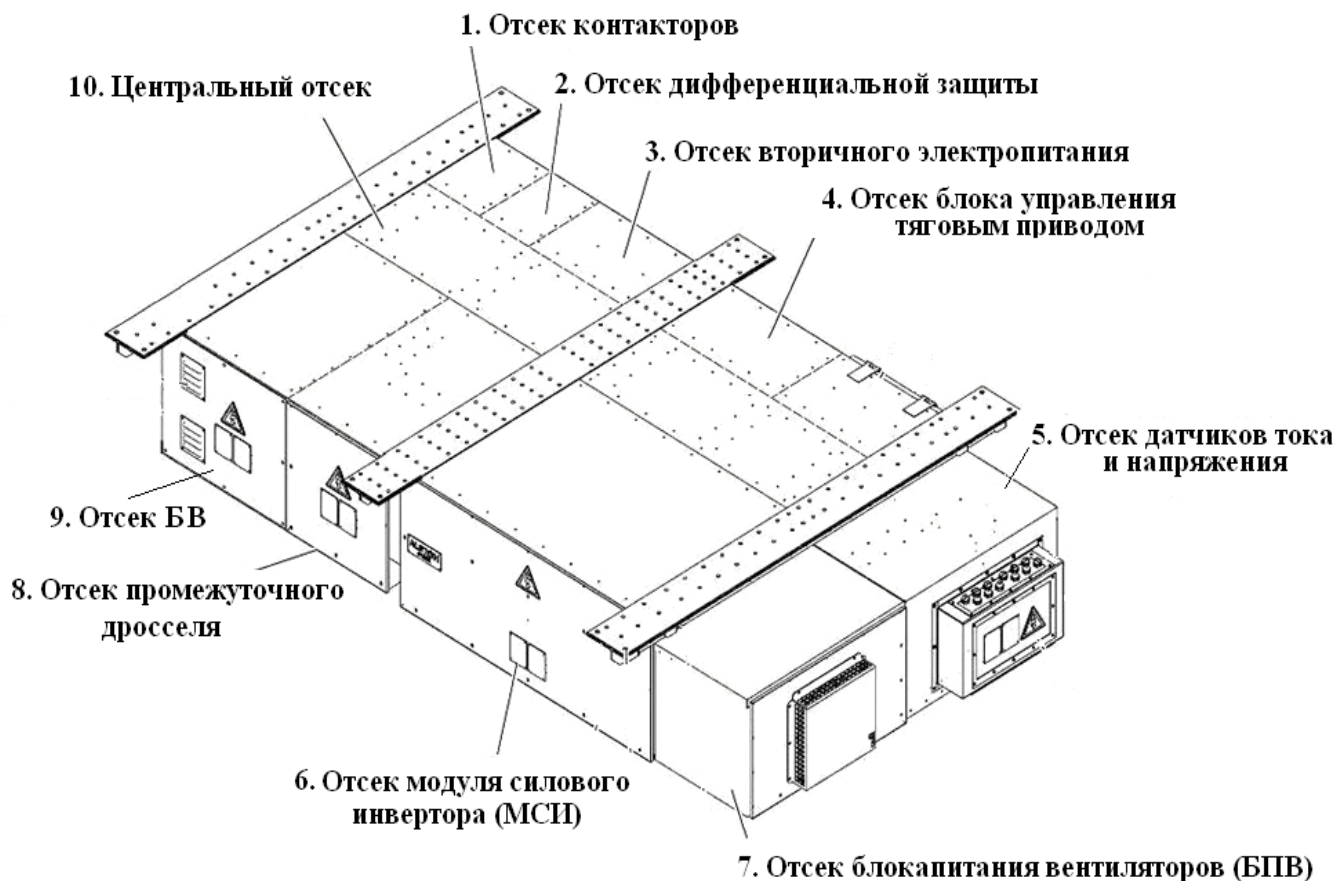 1. Отсек контакторов
10. Центральный отсек
2. Отсек дифференциальной защиты
3. Отсек вторичного электропитания
4. Отсек блока управления
тяговым приводом
5. Отсек датчиков тока
и напряжения
9. Отсек БВ
8. Отсек промежуточного
дросселя
6. Отсек модуля силового
инвертора (МСИ)
7. Отсек блокапитания вентиляторов (БПВ)